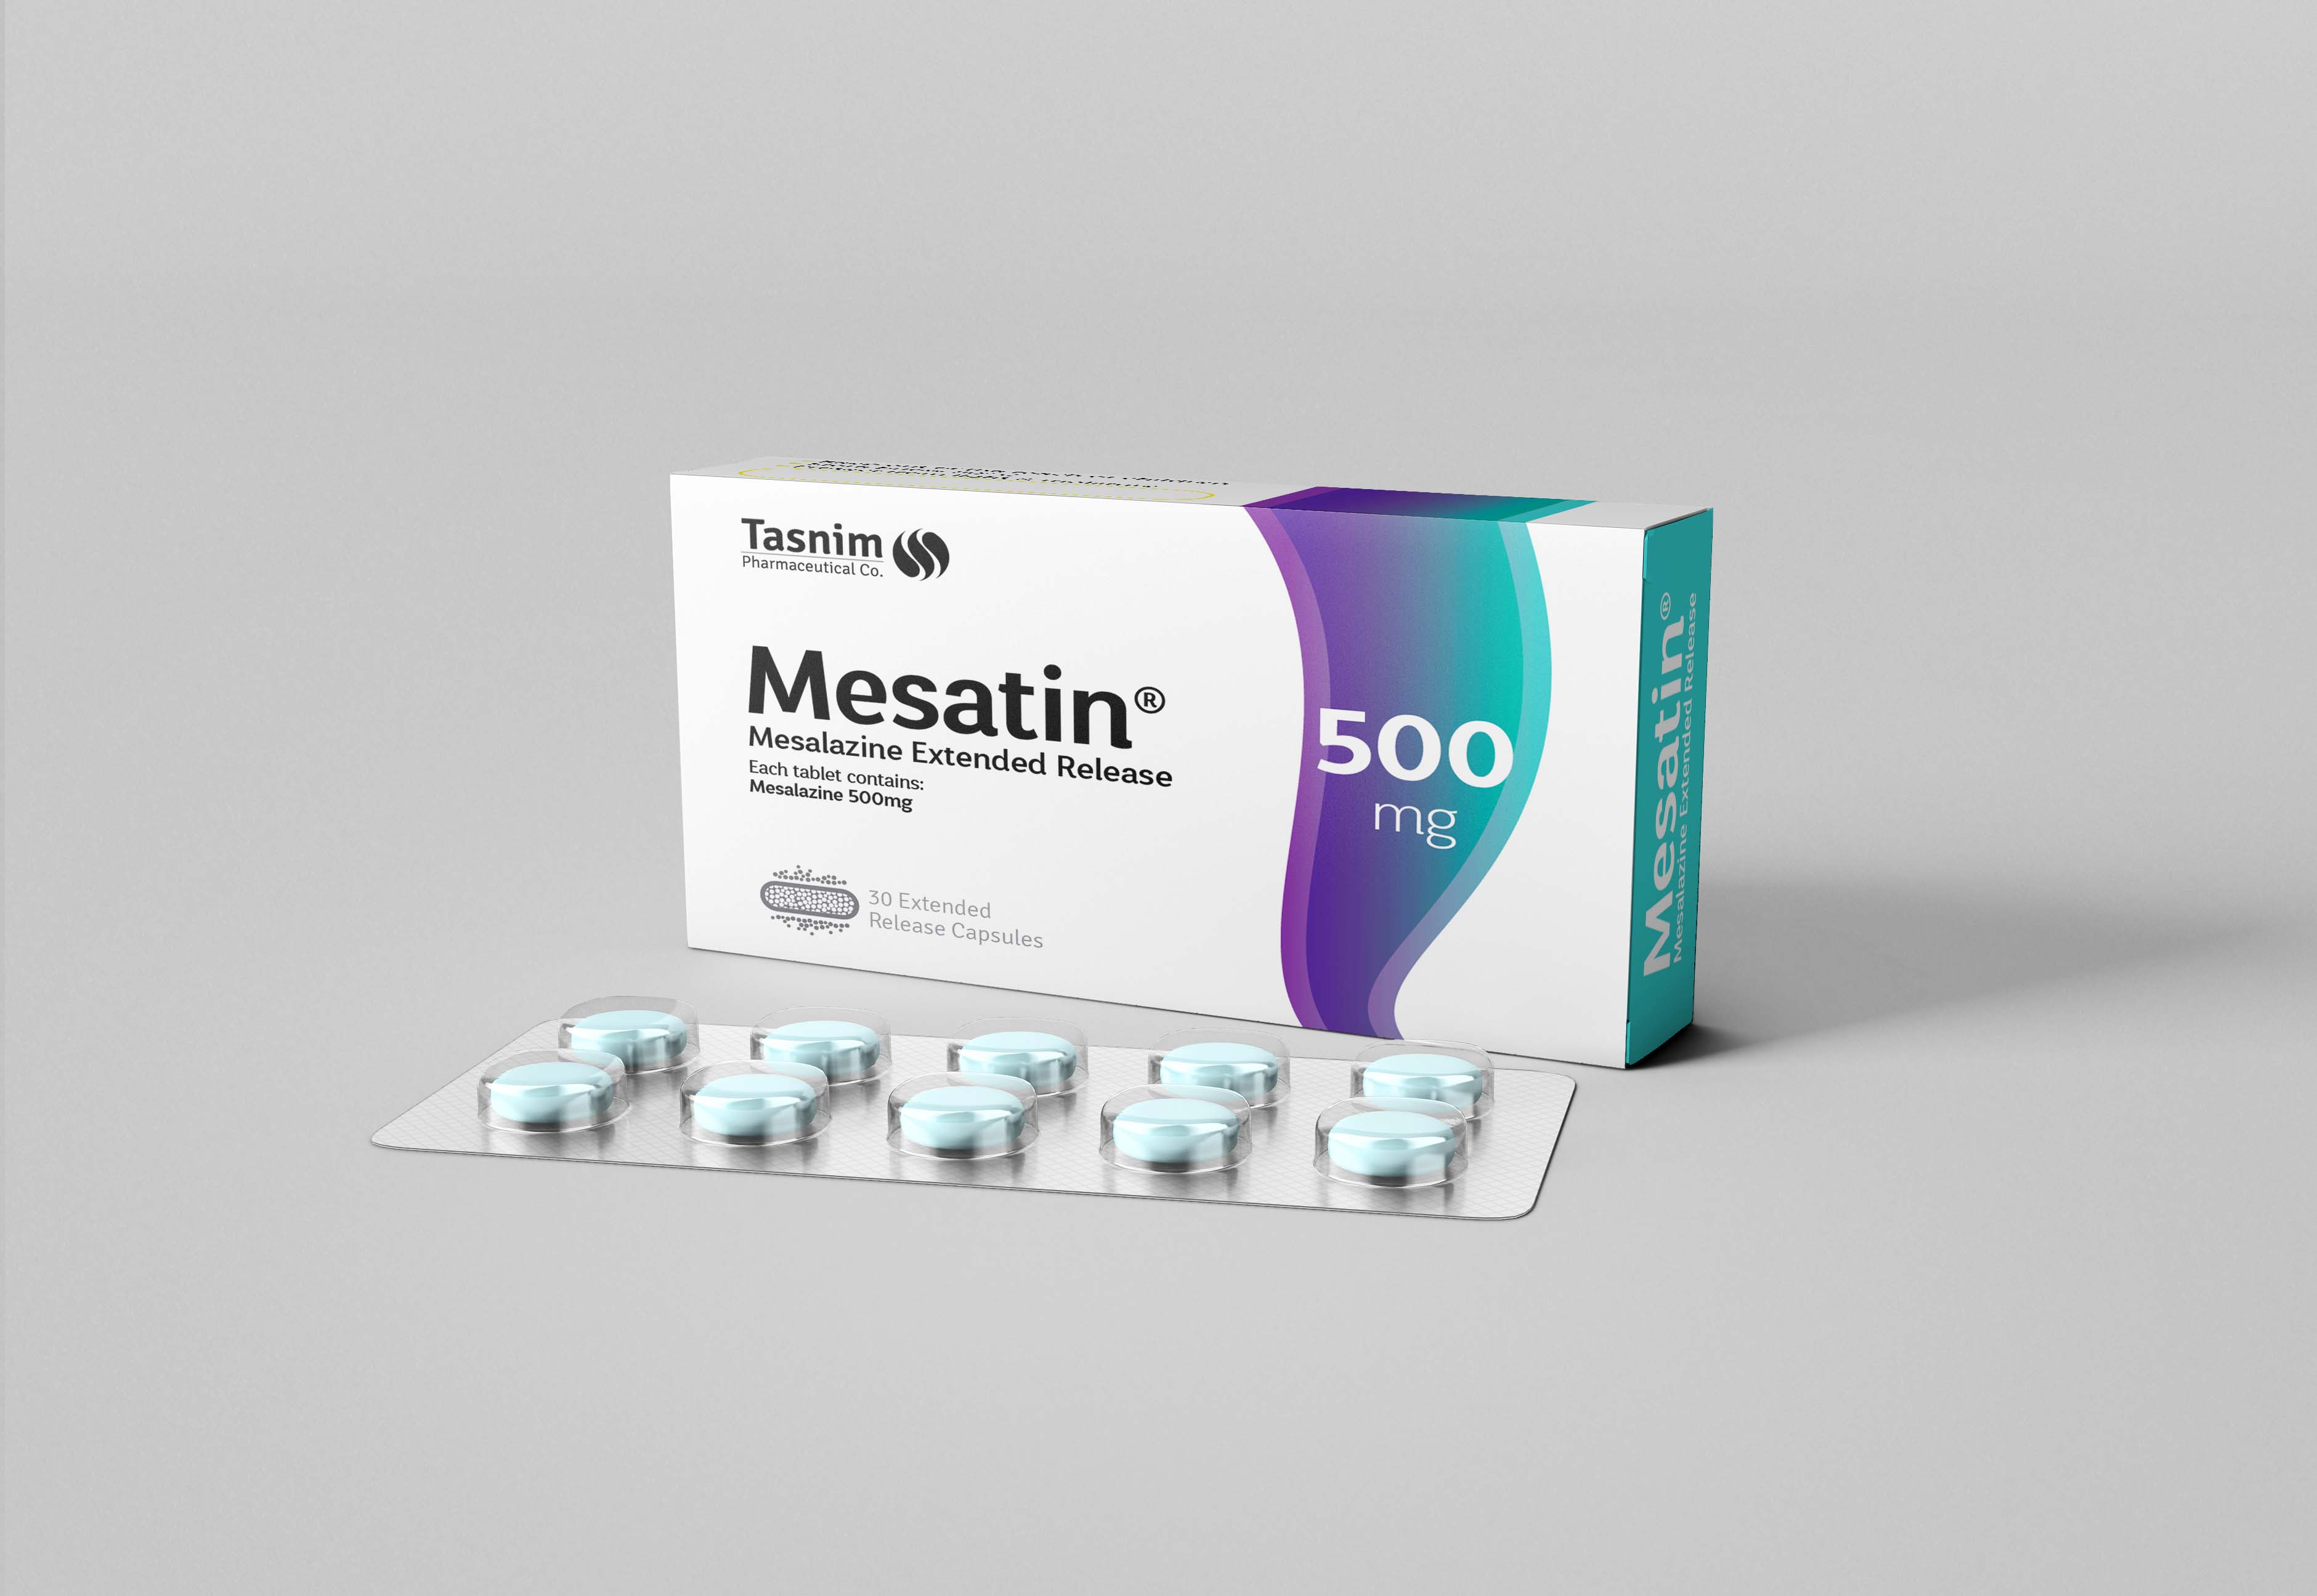 Tasnim
Pharmaceutical Co.
Mesatin®
Mesalazine Extended Release
Each tablet contains:
Mesalazine 500mg
30 Extended
Release Capsules
500
mg
Mesatin®
Mesalazine Extended Release